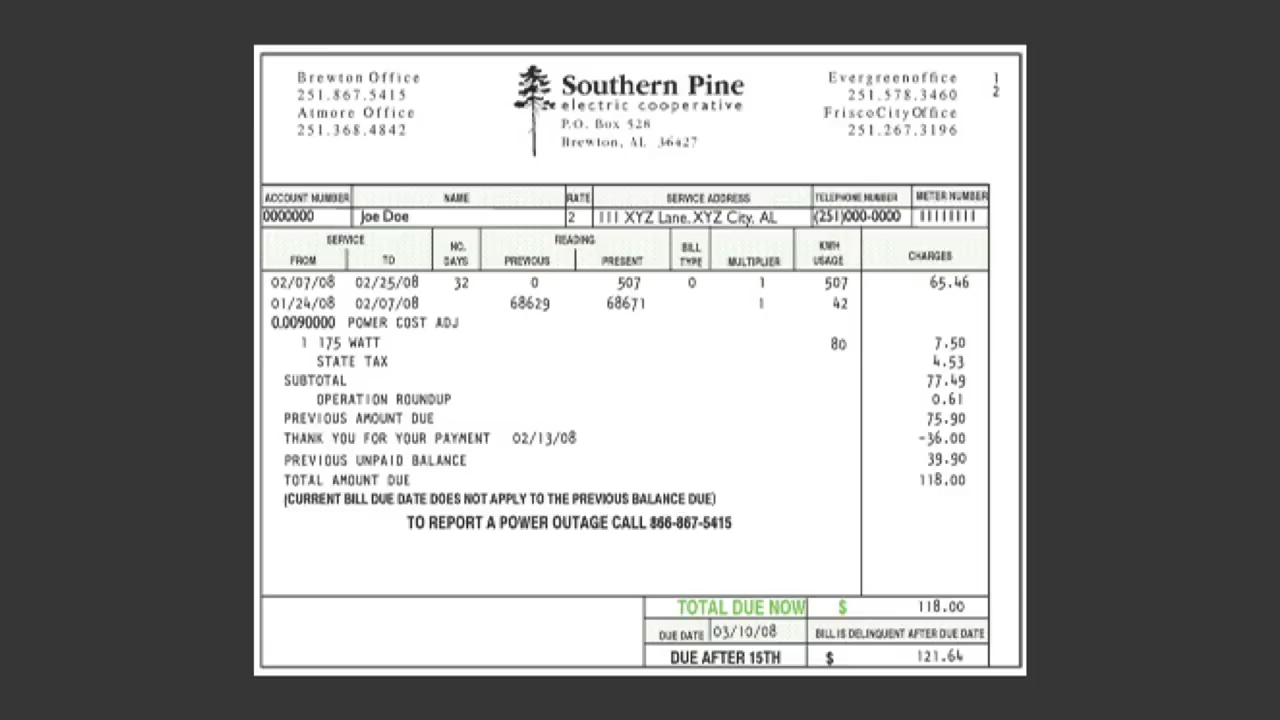 Brewton Office
251.867.5415
Atmore Office
251.368.4842
Southern Pine
electric cooperative
P.O. Box 528
Brewton, AL 36427
Evergreenoffice
251.578.3460
FriscoCityOffice
251.267.3196
1
2
ACCOUNT NUMBER NAME RATE SERVICE ADDRESS TELEPHONE NUMBER METER NUMBER
0000000 Joe Doe 2 111 XYZ Lane, XYZ City, AL (251)000-0000 11111111
SERVICE NO. READING BILL KWH CHARGES
FROM TO DAYS PREVIOUS PRESENT TYPE MULTIPLIER USAGE
02/07/08 02/25/08 32 0 507 0 1 507 65.46
01/24/08 02/07/08 68629 68671 1 42
0.0090000 POWER COST ADJ
1 175 WATT 80 7.50
STATE TAX 4.53
SUBTOTAL 77.49
OPERATION ROUNDUP 0.61
PREVIOUS AMOUNT DUE 75.90
THANK YOU FOR YOUR PAYMENT 02/13/08 -36.00
PREVIOUS UNPAID BALANCE 39.90
TOTAL AMOUNT DUE 118.00
(CURRENT BILL DUE DATE DOES NOT APPLY TO THE PREVIOUS BALANCE DUE)
TO REPORT A POWER OUTAGE CALL 866-867-5415
TOTAL DUE NOW $ 118.00
DUE DATE 03/10/08 BILL IS DELINQUENT AFTER DUE DATE
DUE AFTER 15TH $ 121.64